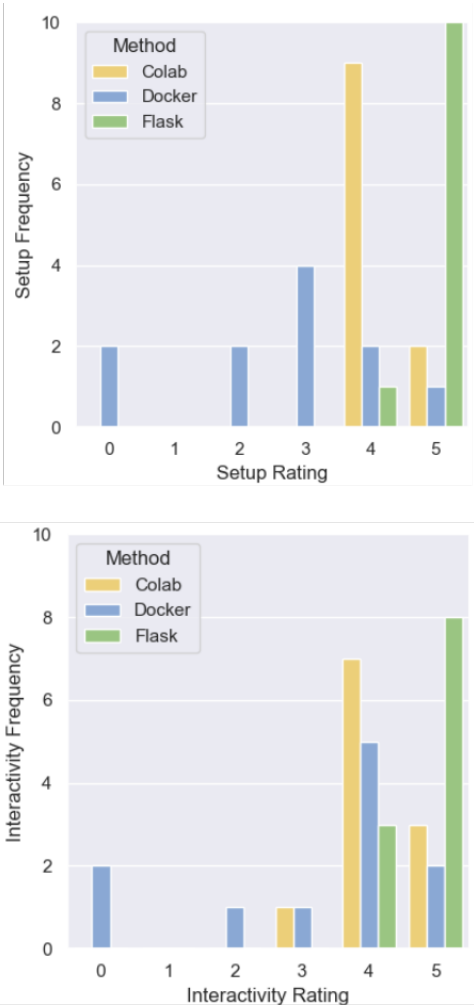 Method
Colab
Docker
Flask
10
8
6
4
2
0
Setup Frequency
0 1 2 3 4 5
Setup Rating
Method
Colab
Docker
Flask
10
8
6
4
2
0
Interactivity Frequency
0 1 2 3 4 5
Interactivity Rating